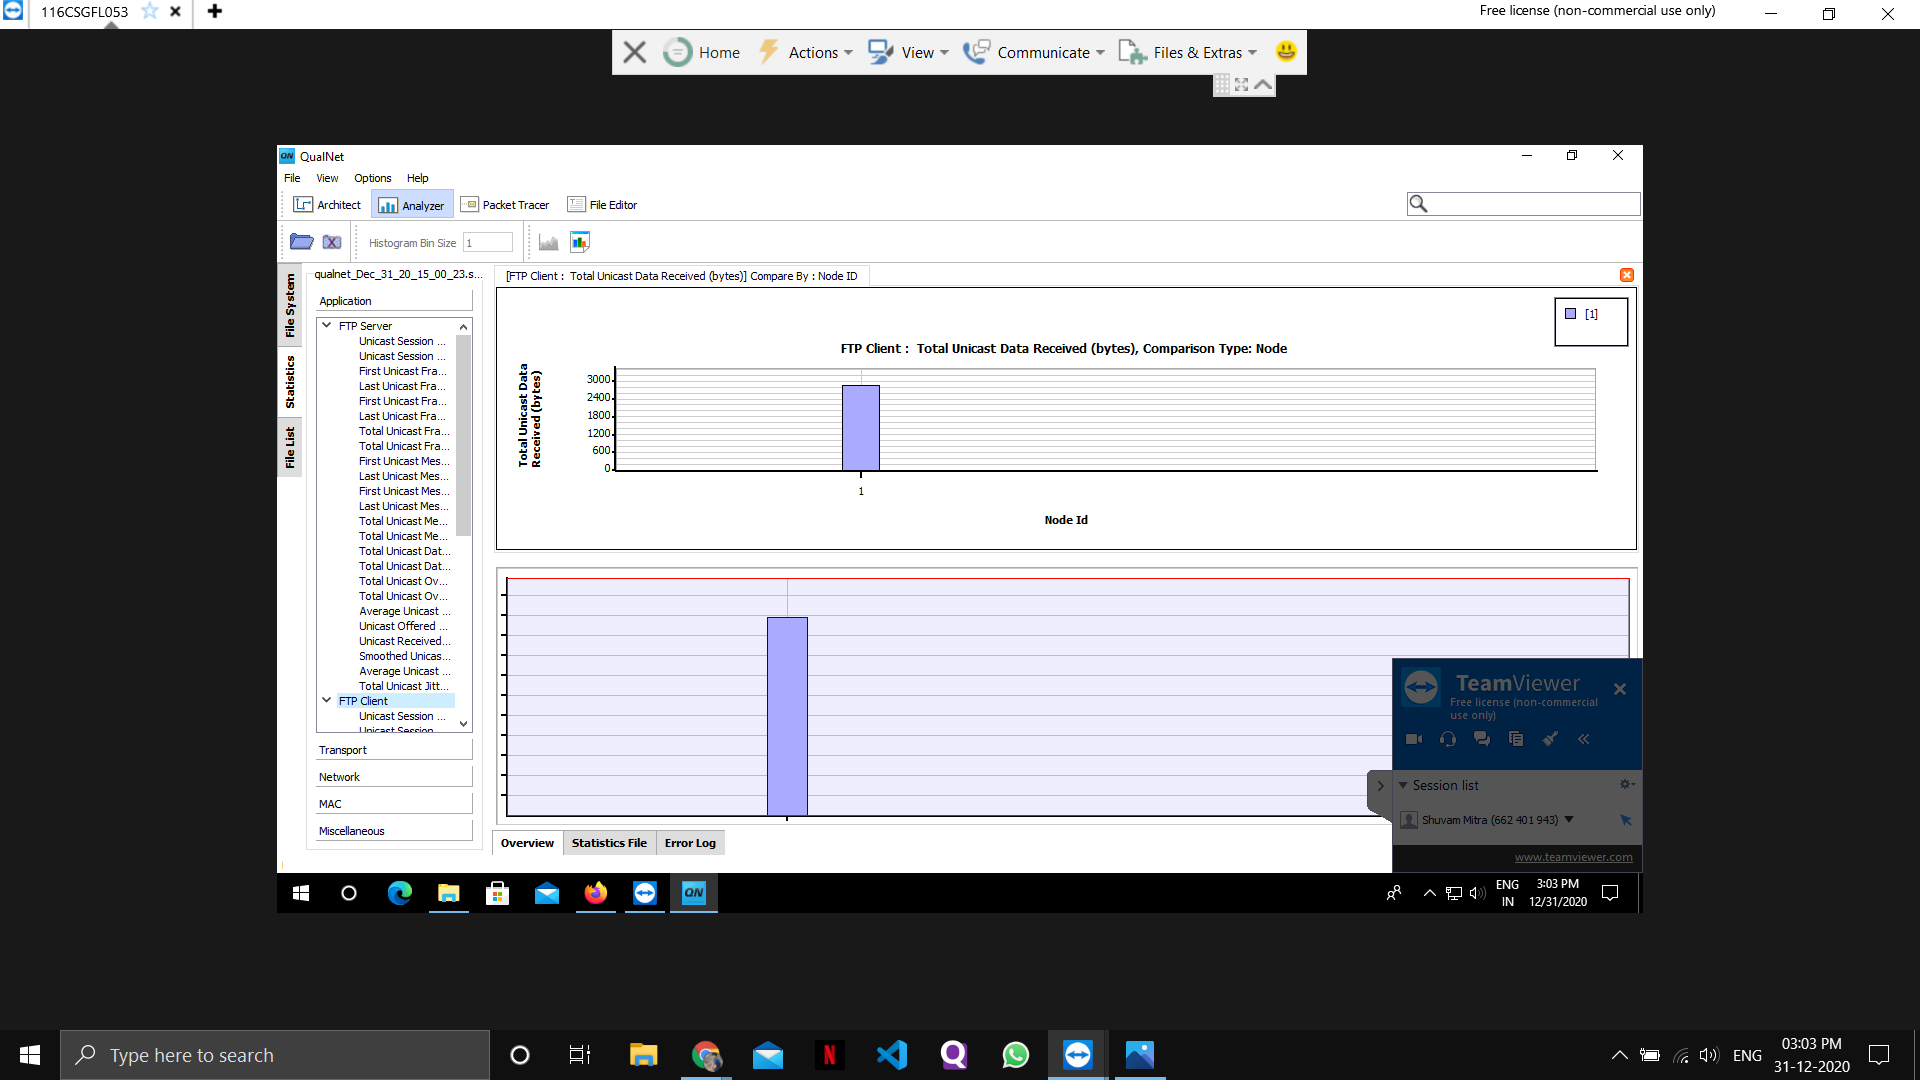 116CSGFL053
Free license (non-commercial use only)
Home Actions View Communicate Files & Extras
QN QualNet
File View Options Help
Architect Analyzer Packet Tracer File Editor
Histogram Bin Size 1
File System
Statistics
File List
qualnet_Dec_31_20_15_00_23.s...
Application
FTP Server
Unicast Session ...
Unicast Session ...
First Unicast Fra...
Last Unicast Fra...
First Unicast Fra...
Last Unicast Fra...
Total Unicast Fra...
Total Unicast Fra...
First Unicast Mes...
Last Unicast Mes...
First Unicast Mes...
Last Unicast Mes...
Total Unicast Me...
Total Unicast Me...
Total Unicast Dat...
Total Unicast Dat...
Total Unicast Ov...
Total Unicast Ov...
Average Unicast ...
Unicast Offered ...
Unicast Received...
Smoothed Unicas...
Average Unicast ...
Total Unicast Jitt...
FTP Client
Unicast Session ...
Unicast Session
Transport
Network
MAC
Miscellaneous
[FTP Client : Total Unicast Data Received (bytes)] Compare By : Node ID
[1]
FTP Client : Total Unicast Data Received (bytes), Comparison Type: Node
Total Unicast Data
Received (bytes)
3000
2400
1800
1200
600
0
1
Node Id
Overview Statistics File Error Log
TeamViewer
Free license (non-commercial
use only)
Session list
Shuvam Mitra (662 401 943)
www.teamviewer.com
QN
ENG
IN
3:03 PM
12/31/2020
Type here to search
N
Q
ENG
03:03 PM
31-12-2020